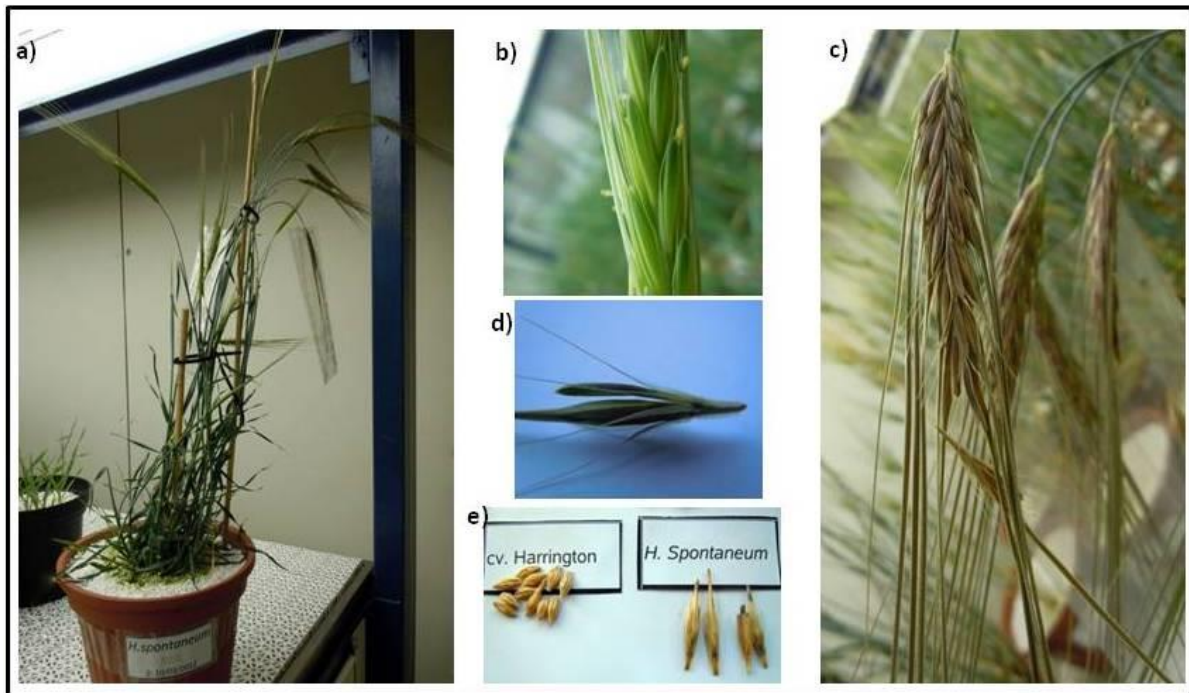 a)
b)
c)
d)
e)
cv. Harrington
H. Spontaneum
H.spontaneum